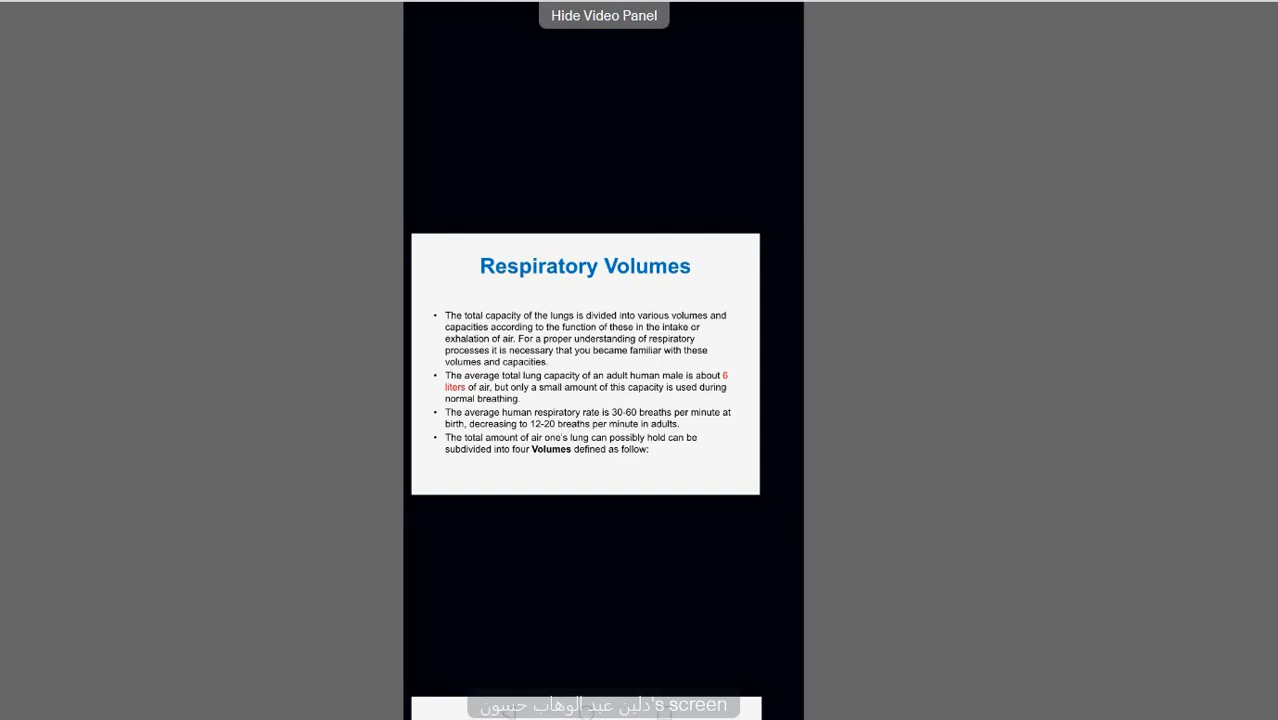 Hide Video Panel
Respiratory Volumes
• The total capacity of the lungs is divided into various volumes and
capacities according to the function of these in the intake or
exhalation of air. For a proper understanding of respiratory
processes it is necessary that you became familiar with these
volumes and capacities.
• The average total lung capacity of an adult human male is about 6
liters of air, but only a small amount of this capacity is used during
normal breathing.
• The average human respiratory rate is 30-60 breaths per minute at
birth, decreasing to 12-20 breaths per minute in adults.
• The total amount of air one's lung can possibly hold can be
subdivided into four Volumes defined as follow:
دلين عبد الوهاب حسون's screen